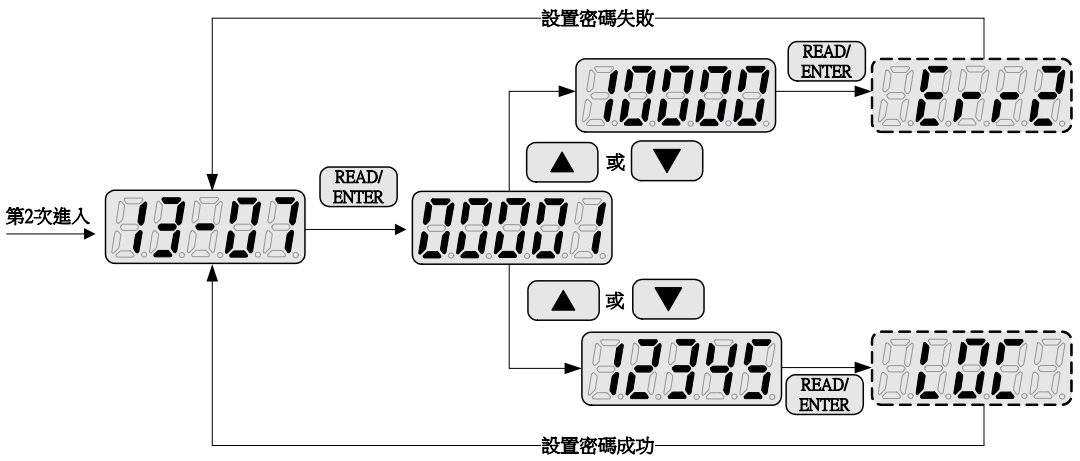 設置密碼失敗
READ/
ENTER
10000
Err2
▲ 或 ▼
第2次進入
13-07
READ/
ENTER
00001
▲ 或 ▼
12345
READ/
ENTER
LOC
設置密碼成功